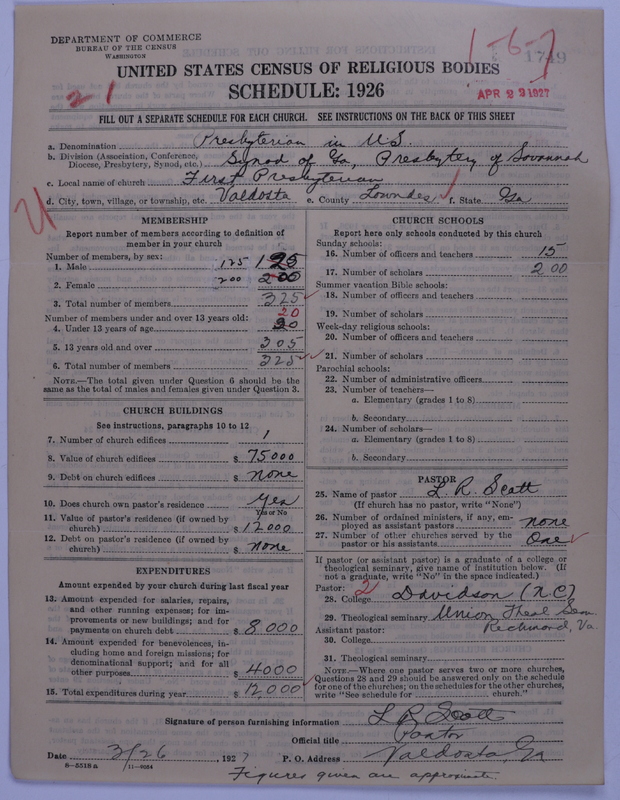 DEPARTMENT OF COMMERCE
BUREAU OF THE CENSUS
WASHINGTON
1-6-7
1749
UNITED STATES CENSUS OF RELIGIOUS BODIES
21
SCHEDULE: 1926
APR 23 1927
FILL OUT A SEPARATE SCHEDULE FOR EACH CHURCH. SEE INSTRUCTIONS ON THE BACK OF THIS SHEET
a. Denomination Presbyterian in U.S.
b. Division (Association, Conference, Diocese, Presbytery, Synod, etc.) Synod of Ga, Presbytery of Savannah
c. Local name of church First Presbyterian
d. City, town, village, or township, etc. Valdosta e. County Lowndes f. State Ga
MEMBERSHIP
Report number of members according to definition of
member in your church
Number of members, by sex:
1. Male 125 125
2. Female 200 200
3. Total number of members 325
Number of members under and over 13 years old: 20
4. Under 13 years of age 20
5. 13 years old and over 305
6. Total number of members 325
NOTE.—The total given under Question 6 should be
same as the total of males and females given under Question 3.
CHURCH BUILDINGS
See instructions, paragraphs 10 to 12
7. Number of church edifices 1
8. Value of church edifices $ 75000
9. Debt on church edifices $ none
10. Does church own pastor's residence Yes
Yes or No
11. Value of pastor's residence (if owned by
church) $ 12000
12. Debt on pastor's residence (if owned by
church) $ none
EXPENDITURES
Amount expended by your church during last fiscal year
13. Amount expended for salaries, repairs,
and other running expenses; for im-
provements or new buildings; and for
payments on church debt $ 8,000
14. Amount expended for benevolences, in-
cluding home and foreign missions; for
denominational support; and for all
other purposes $ 4000
15. Total expenditures during year $ 12,000
CHURCH SCHOOLS
Report here only schools conducted by this church
Sunday schools:
16. Number of officers and teachers 15
17. Number of scholars 200
Summer vacation Bible schools:
18. Number of officers and teachers
19. Number of scholars
Week-day religious schools:
20. Number of officers and teachers
21. Number of scholars
Parochial schools:
22. Number of administrative officers
23. Number of teachers—
a. Elementary (grades 1 to 8)
b. Secondary
24. Number of scholars—
a. Elementary (grades 1 to 8)
b. Secondary
PASTOR
25. Name of pastor L. R. Scott
(If church has no pastor, write "None")
26. Number of ordained ministers, if any, em-
ployed as assistant pastors none
27. Number of other churches served by the
pastor or his assistants One
If pastor (or assistant pastor) is a graduate of a college or
theological seminary, give name of institution below. (If
not a graduate, write "No" in the space indicated.)
Pastor: 2
28. College Davidson (N.C)
29. Theological seminary Union Theol Sem
Richmond, Va.
Assistant pastor:
30. College
31. Theological seminary
NOTE.—Where one pastor serves two or more churches,
Questions 28 and 29 should be answered only on the schedule
for one of the churches; on the schedules for the other churches,
write "See schedule for church."
Signature of person furnishing information L R Scott
Official title Pastor
Date 3/26 1927 P. O. Address Valdosta, Ga
8—5518a 11—8024
Figures given are approximate.